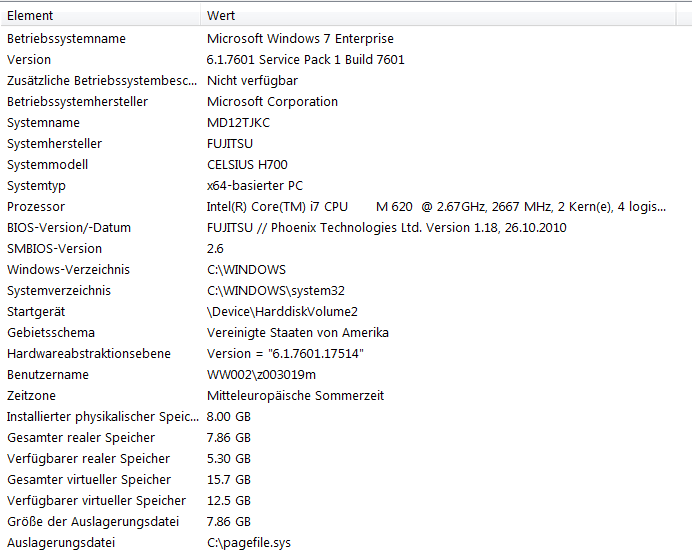 Element Wert
Betriebssystemname Microsoft Windows 7 Enterprise
Version 6.1.7601 Service Pack 1 Build 7601
Zusätzliche Betriebssystembesc... Nicht verfügbar
Betriebssystemhersteller Microsoft Corporation
Systemname MD12TJKC
Systemhersteller FUJITSU
Systemmodell CELSIUS H700
Systemtyp x64-basierter PC
Prozessor Intel(R) Core(TM) i7 CPU M 620 @ 2.67GHz, 2667 MHz, 2 Kern(e), 4 logis...
BIOS-Version/-Datum FUJITSU // Phoenix Technologies Ltd. Version 1.18, 26.10.2010
SMBIOS-Version 2.6
Windows-Verzeichnis C:\WINDOWS
Systemverzeichnis C:\WINDOWS\system32
Startgerät \Device\HarddiskVolume2
Gebietsschema Vereinigte Staaten von Amerika
Hardwareabstraktionsebene Version = "6.1.7601.17514"
Benutzername WW002\z003019m
Zeitzone Mitteleuropäische Sommerzeit
Installierter physikalischer Speic... 8.00 GB
Gesamter realer Speicher 7.86 GB
Verfügbarer realer Speicher 5.30 GB
Gesamter virtueller Speicher 15.7 GB
Verfügbarer virtueller Speicher 12.5 GB
Größe der Auslagerungsdatei 7.86 GB
Auslagerungsdatei C:\pagefile.sys